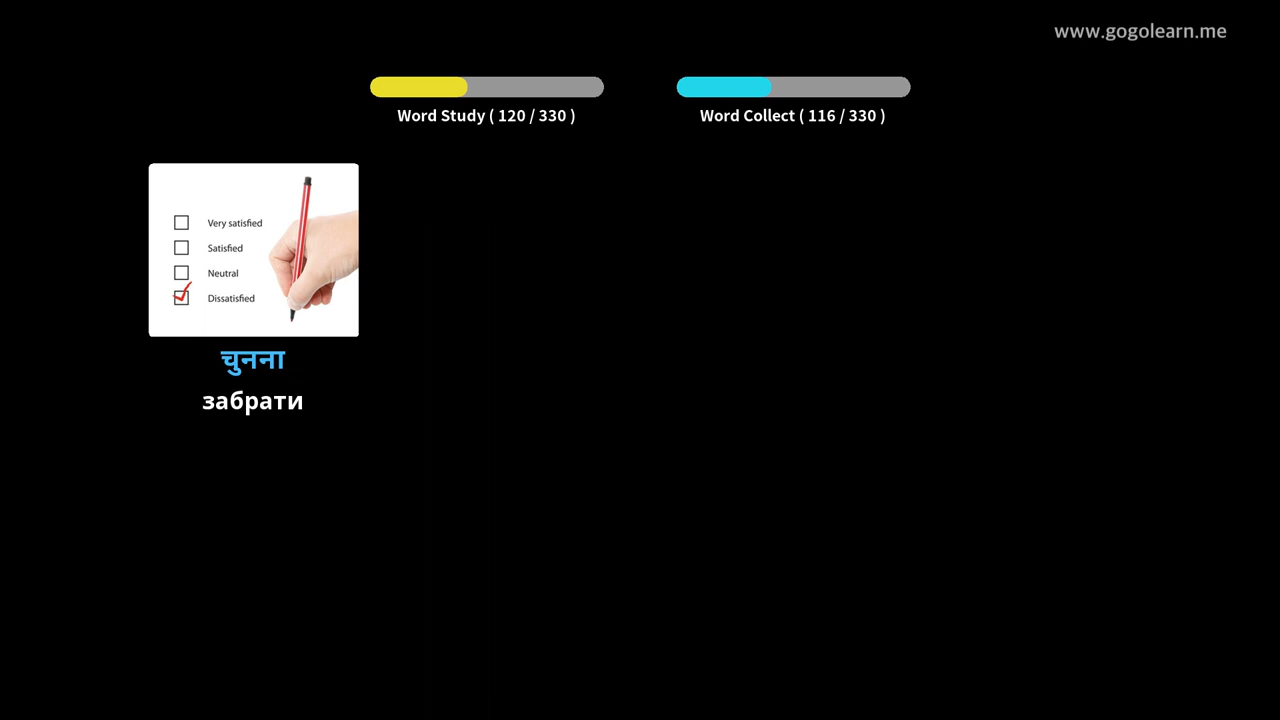 www.gogolearn.me
Word Study ( 120 / 330 )
Word Collect ( 116 / 330 )
Very satisfied
Satisfied
Neutral
Dissatisfied
चुनना
забрати